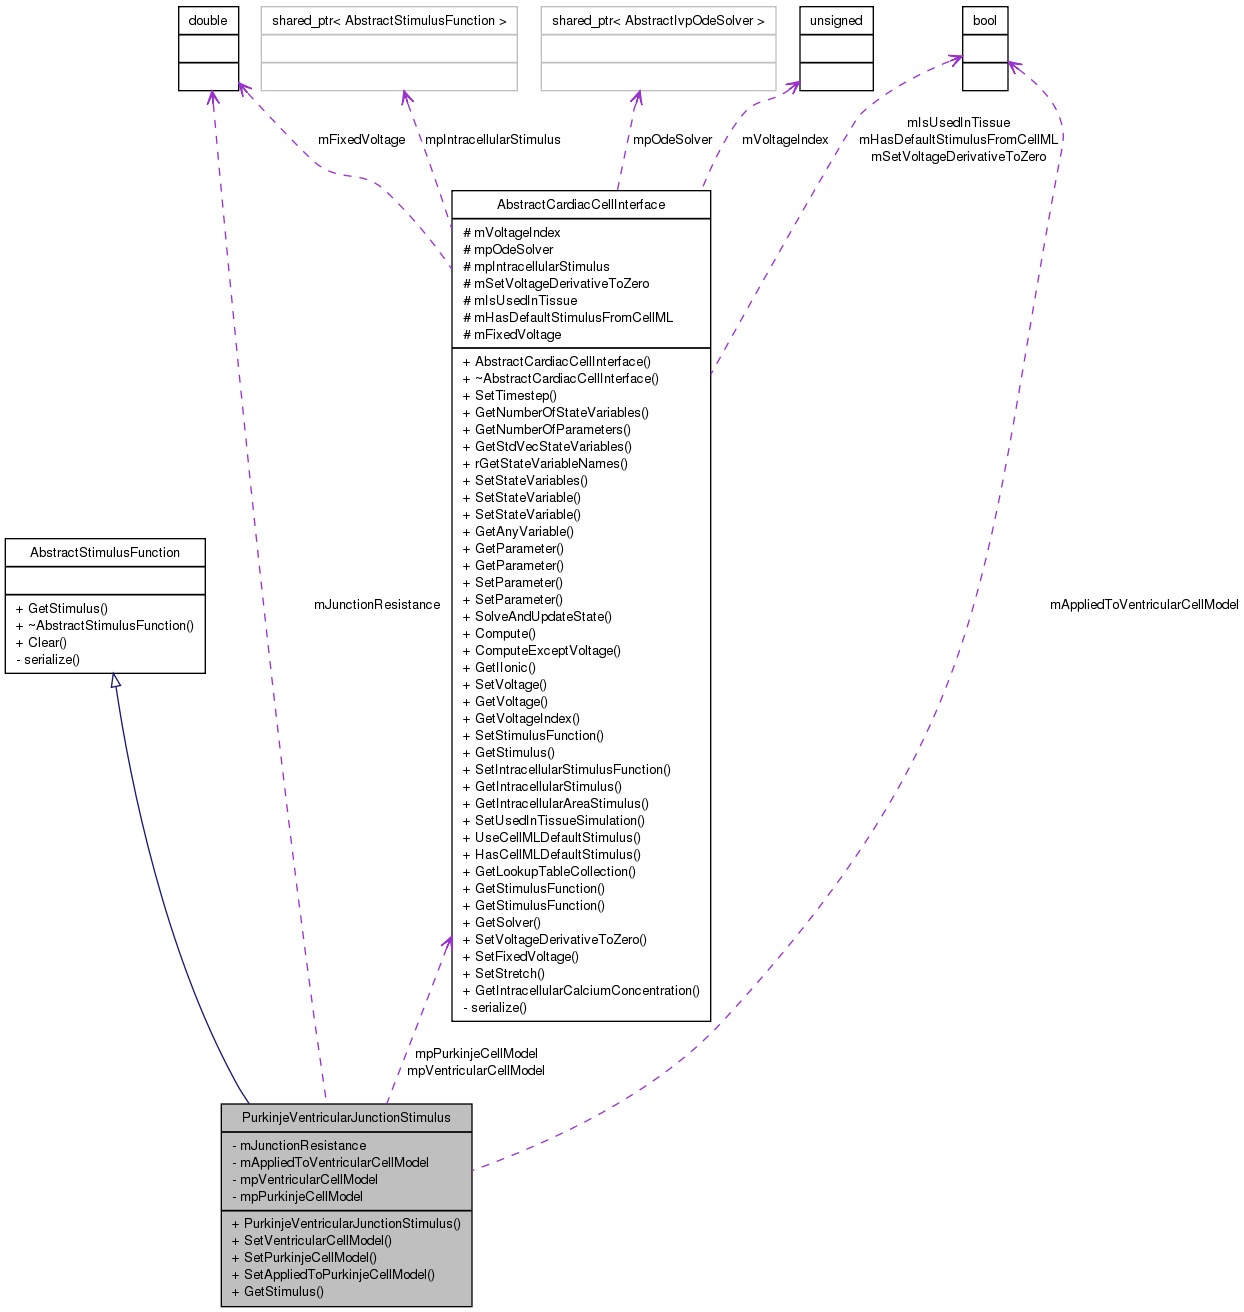 double
shared_ptr< AbstractStimulusFunction >
shared_ptr< AbstractIvpOdeSolver >
unsigned
bool
mFixedVoltage
mpIntracellularStimulus
mpOdeSolver
mVoltageIndex
mIsUsedInTissue
mHasDefaultStimulusFromCellML
mSetVoltageDerivativeToZero
AbstractCardiacCellInterface
# mVoltageIndex
# mpOdeSolver
# mpIntracellularStimulus
# mSetVoltageDerivativeToZero
# mIsUsedInTissue
# mHasDefaultStimulusFromCellML
# mFixedVoltage
+ AbstractCardiacCellInterface()
+ ~AbstractCardiacCellInterface()
+ SetTimestep()
+ GetNumberOfStateVariables()
+ GetNumberOfParameters()
+ GetStdVecStateVariables()
+ rGetStateVariableNames()
+ SetStateVariables()
+ SetStateVariable()
+ SetStateVariable()
+ GetAnyVariable()
+ GetParameter()
+ GetParameter()
+ SetParameter()
+ SetParameter()
+ SolveAndUpdateState()
+ Compute()
+ ComputeExceptVoltage()
+ GetIIonic()
+ SetVoltage()
+ GetVoltage()
+ GetVoltageIndex()
+ SetStimulusFunction()
+ GetStimulus()
+ SetIntracellularStimulusFunction()
+ GetIntracellularStimulus()
+ GetIntracellularAreaStimulus()
+ SetUsedInTissueSimulation()
+ UseCellMLDefaultStimulus()
+ HasCellMLDefaultStimulus()
+ GetLookupTableCollection()
+ GetStimulusFunction()
+ GetStimulusFunction()
+ GetSolver()
+ SetVoltageDerivativeToZero()
+ SetFixedVoltage()
+ SetStretch()
+ GetIntracellularCalciumConcentration()
- serialize()
AbstractStimulusFunction
+ GetStimulus()
+ ~AbstractStimulusFunction()
+ Clear()
- serialize()
mJunctionResistance
mAppliedToVentricularCellModel
mpPurkinjeCellModel
mpVentricularCellModel
PurkinjeVentricularJunctionStimulus
- mJunctionResistance
- mAppliedToVentricularCellModel
- mpVentricularCellModel
- mpPurkinjeCellModel
+ PurkinjeVentricularJunctionStimulus()
+ SetVentricularCellModel()
+ SetPurkinjeCellModel()
+ SetAppliedToPurkinjeCellModel()
+ GetStimulus()